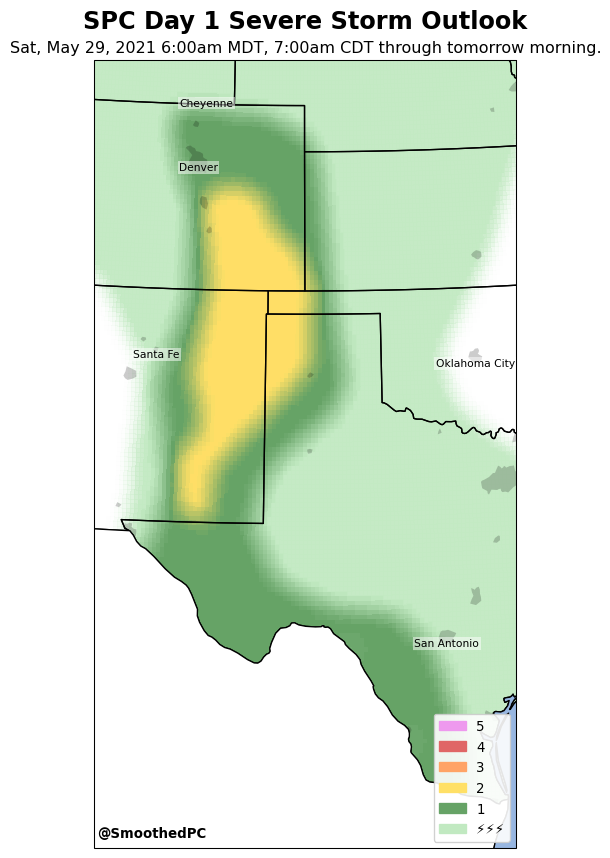 SPC Day 1 Severe Storm Outlook
Sat, May 29, 2021 6:00am MDT, 7:00am CDT through tomorrow morning.
Cheyenne
Denver
Santa Fe
Oklahoma City
San Antonio
5
4
3
2
1
⚡⚡⚡
@SmoothedPC